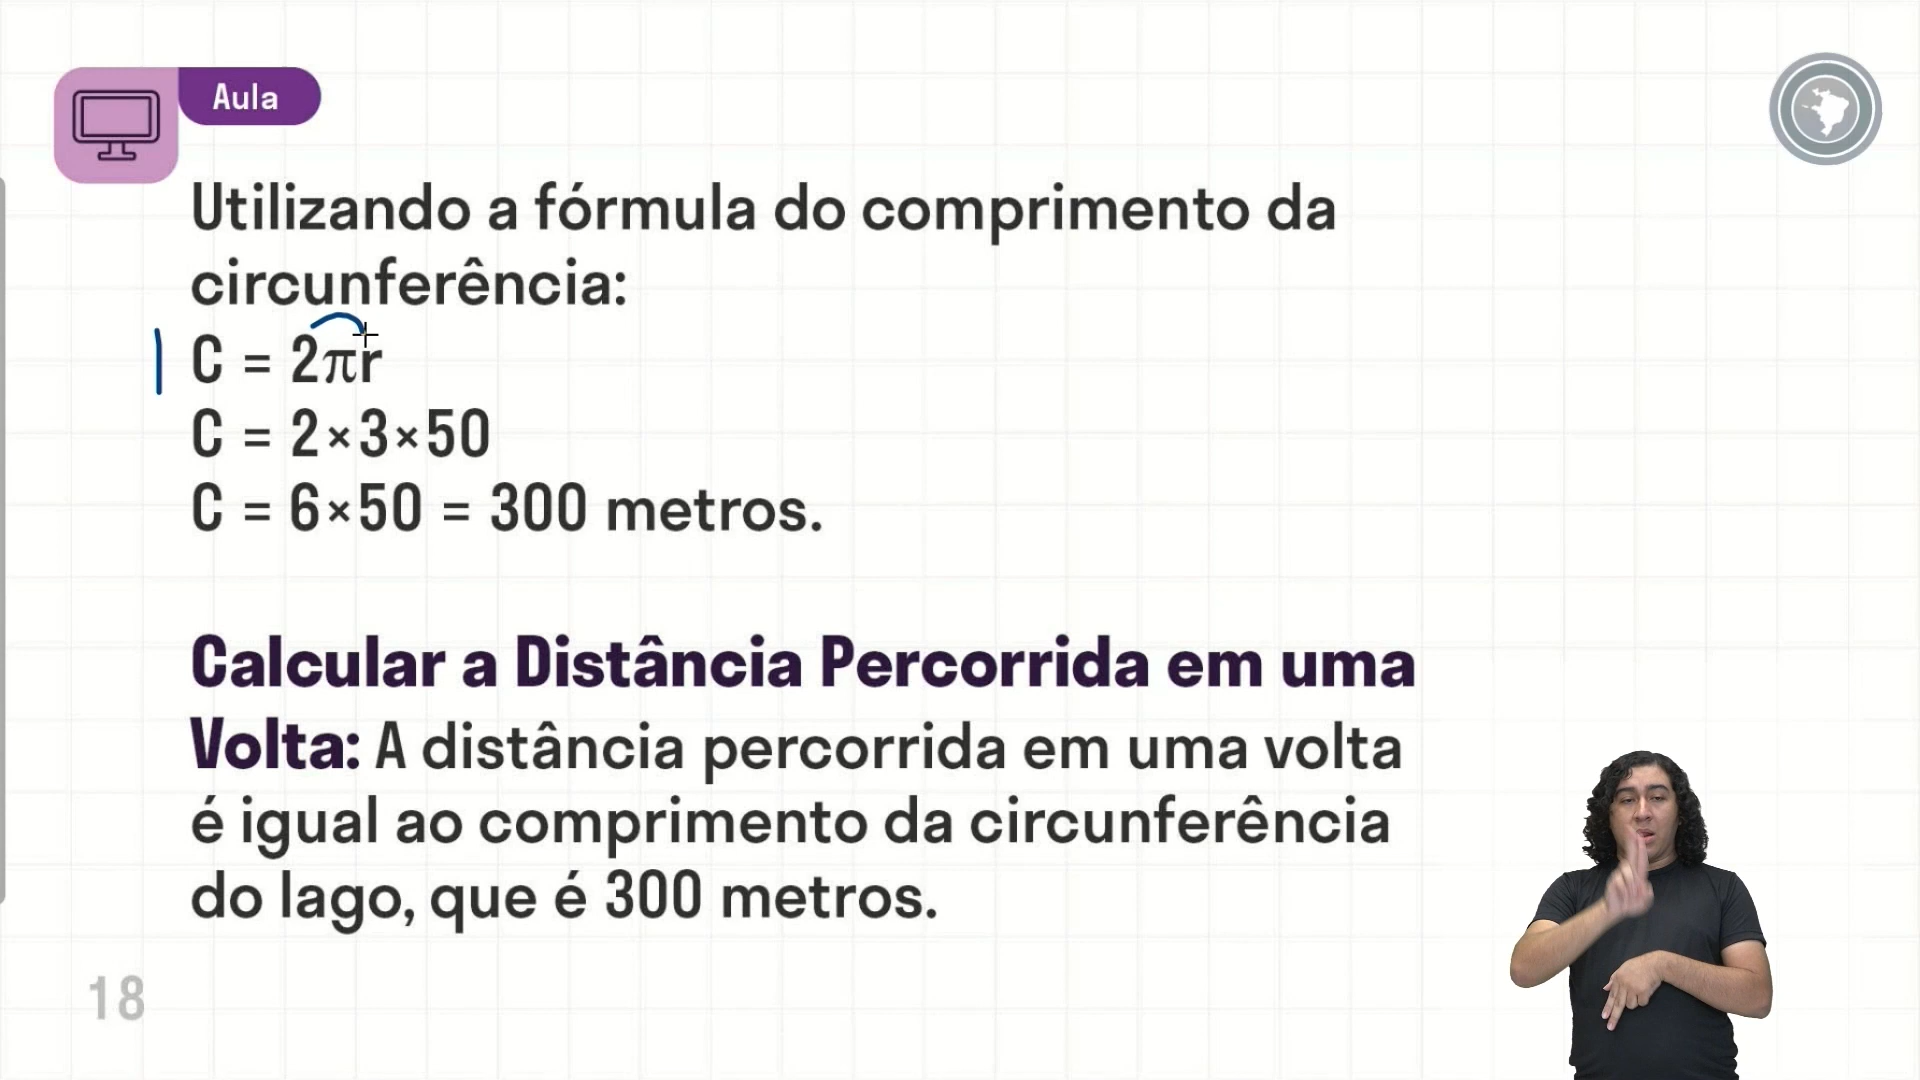 Aula
Utilizando a fórmula do comprimento da
circunferência:
C = 2πr
C = 2×3×50
C = 6×50 = 300 metros.
Calcular a Distância Percorrida em uma
Volta: A distância percorrida em uma volta
é igual ao comprimento da circunferência
do lago, que é 300 metros.
18